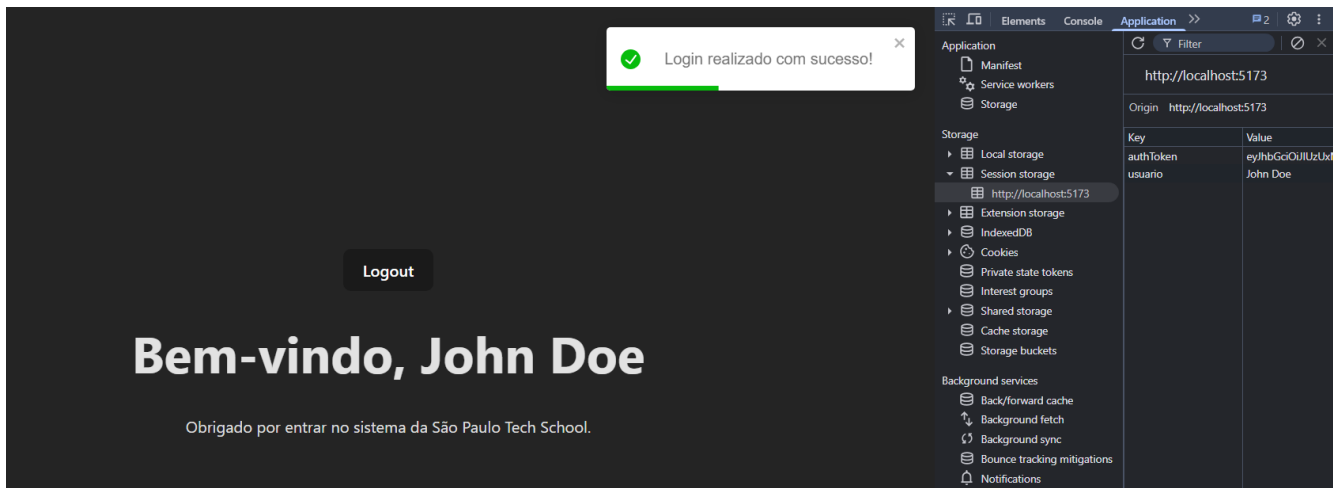 Login realizado com sucesso!
Logout
Bem-vindo, John Doe
Obrigado por entrar no sistema da São Paulo Tech School.
Elements Console Application 2
Application
Manifest
Service workers
Storage
Storage
Local storage
Session storage
http://localhost:5173
Extension storage
IndexedDB
Cookies
Private state tokens
Interest groups
Shared storage
Cache storage
Storage buckets
Background services
Back/forward cache
Background fetch
Background sync
Bounce tracking mitigations
Notifications
Filter
http://localhost:5173
Origin http://localhost:5173
Key Value
authToken
usuario John Doe